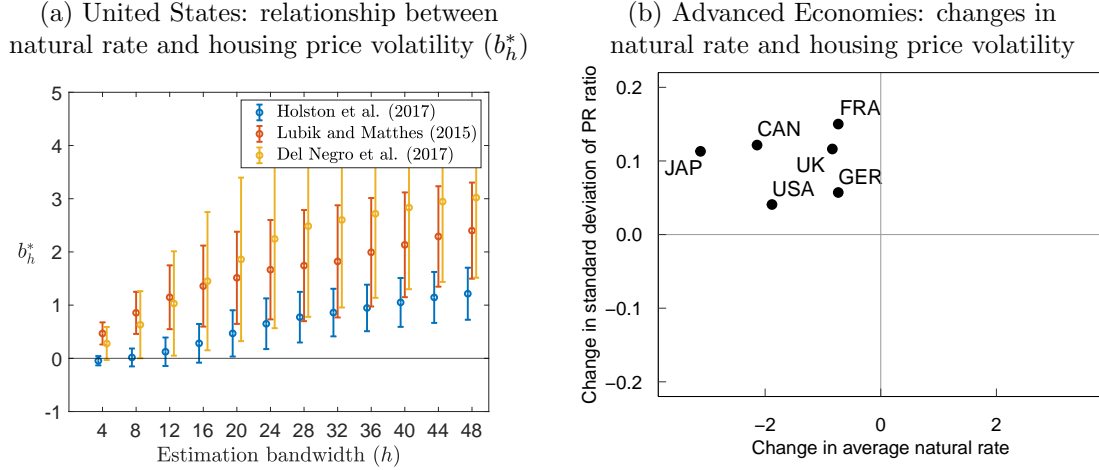 (a) United States: relationship between
natural rate and housing price volatility (b*h)
5
4
3
2
1
0
-1
b*h
Holston et al. (2017)
Lubik and Matthes (2015)
Del Negro et al. (2017)
4 8 12 16 20 24 28 32 36 40 44 48
Estimation bandwidth (h)
(b) Advanced Economies: changes in
natural rate and housing price volatility
Change in standard deviation of PR ratio
0.2
0.1
0.0
−0.1
−0.2
FRA
CAN
JAP
UK
GER
USA
−2 0 2
Change in average natural rate